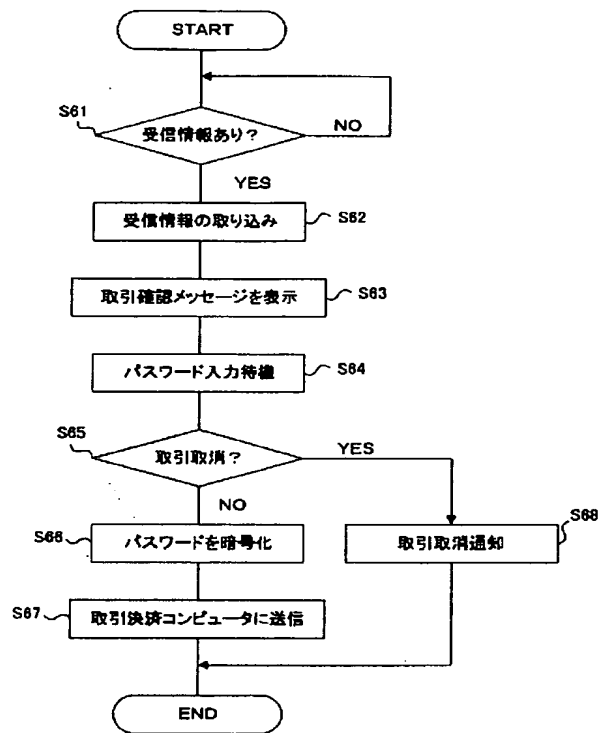 START
S61
受信情報あり?
NO
YES
受信情報の取り込み
S62
取引確認メッセージを表示
S63
パスワード入力待機
S64
S65
取引取消?
YES
NO
S66
パスワードを暗号化
取引取消通知
S68
S67
取引決済コンピュータに送信
END